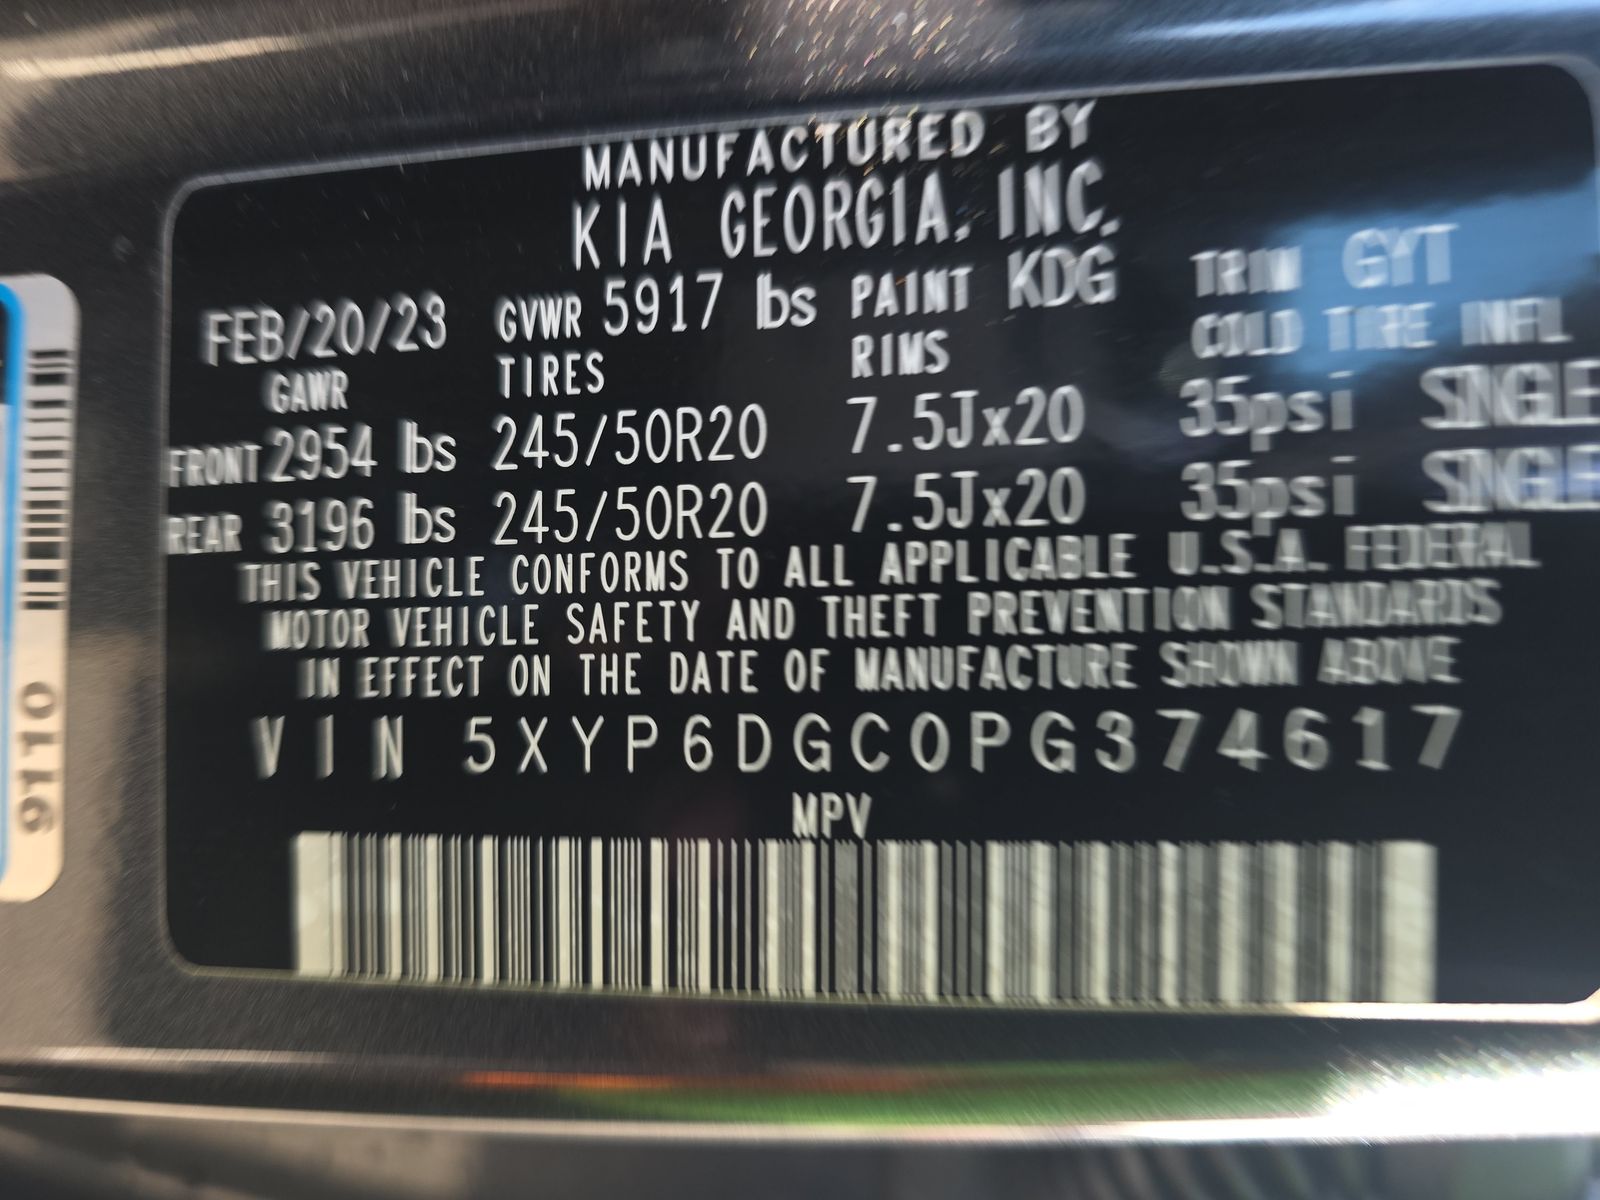 MANUFACTURED BY
KIA GEORGIA, INC.
FEB/20/23 GVWR 5917 lbs PAINT KDG TRIM GYT
GAWR TIRES RIMS COLD TIRE INFL
FRONT 2954 lbs 245/50R20 7.5Jx20 35psi SINGLE
REAR 3196 lbs 245/50R20 7.5Jx20 35psi SINGLE
THIS VEHICLE CONFORMS TO ALL APPLICABLE U.S.A. FEDERAL
MOTOR VEHICLE SAFETY AND THEFT PREVENTION STANDARDS
IN EFFECT ON THE DATE OF MANUFACTURE SHOWN ABOVE
VIN 5XYP6DGC0PG374617
MPV
9110